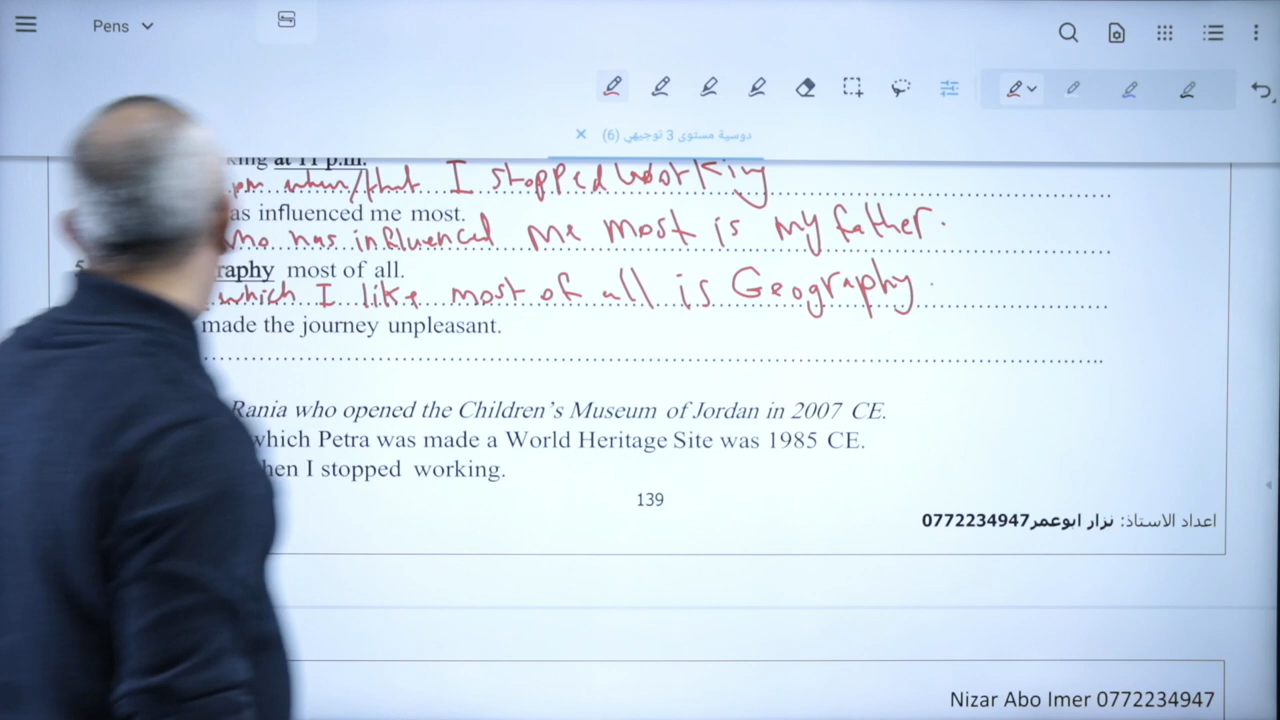 Pens
دوسية مستوى 3 توجيهي (6)
at 11 p.m.
pm when/that I stopped working
as influenced me most.
has influenced me most is my father.
5
raphy most of all.
which I like most of all is Geography.
made the journey unpleasant.
Rania who opened the Children's Museum of Jordan in 2007 CE.
which Petra was made a World Heritage Site was 1985 CE.
hen I stopped working.
139
اعداد الاستاذ: نزار ابوعمر0772234947
Nizar Abo Imer 0772234947